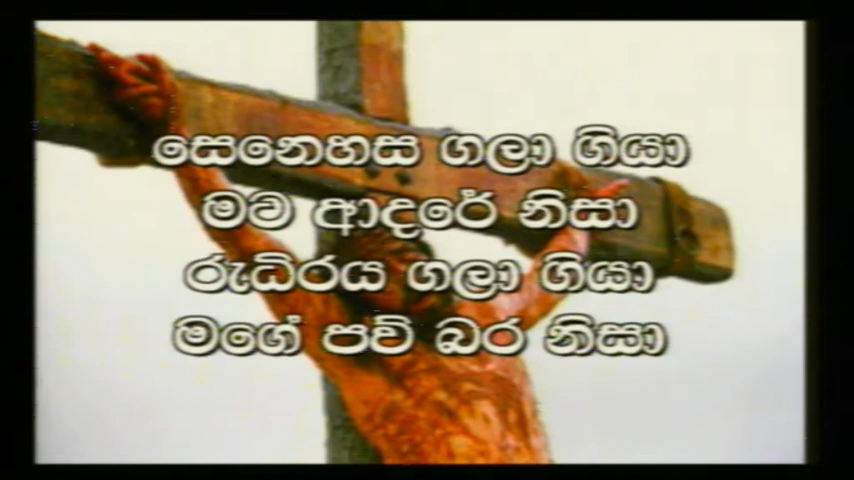 සෙනෙහස ගලා ගියා
මට ආදරේ නිසා
රුධිරය ගලා ගියා
මගේ පව් බර නිසා